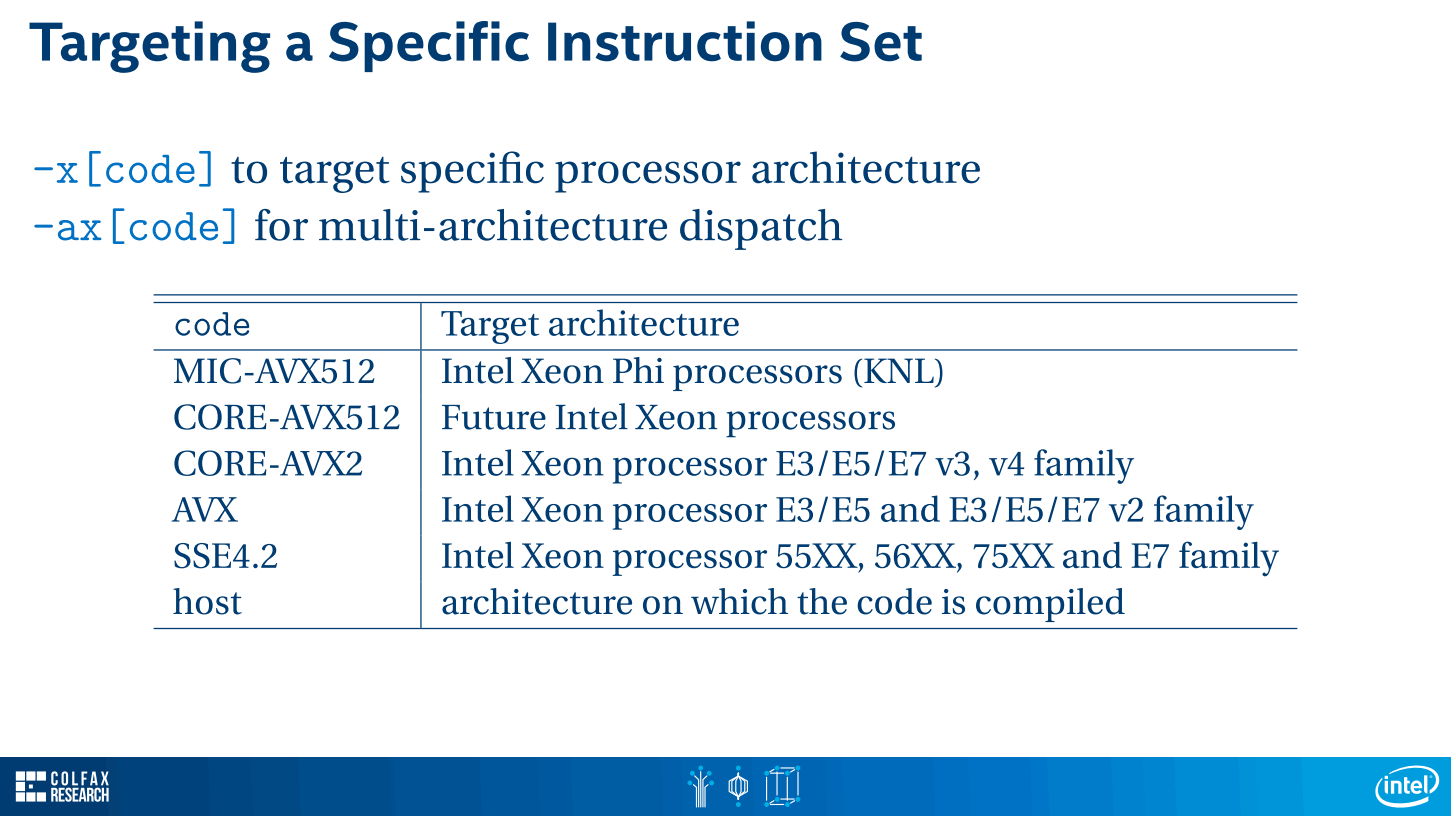 Targeting a Specific Instruction Set
-x[code] to target specific processor architecture
-ax[code] for multi-architecture dispatch
code Target architecture
MIC-AVX512 Intel Xeon Phi processors (KNL)
CORE-AVX512 Future Intel Xeon processors
CORE-AVX2 Intel Xeon processor E3/E5/E7 v3, v4 family
AVX Intel Xeon processor E3/E5 and E3/E5/E7 v2 family
SSE4.2 Intel Xeon processor 55XX, 56XX, 75XX and E7 family
host architecture on which the code is compiled
COLFAX
RESEARCH
intel